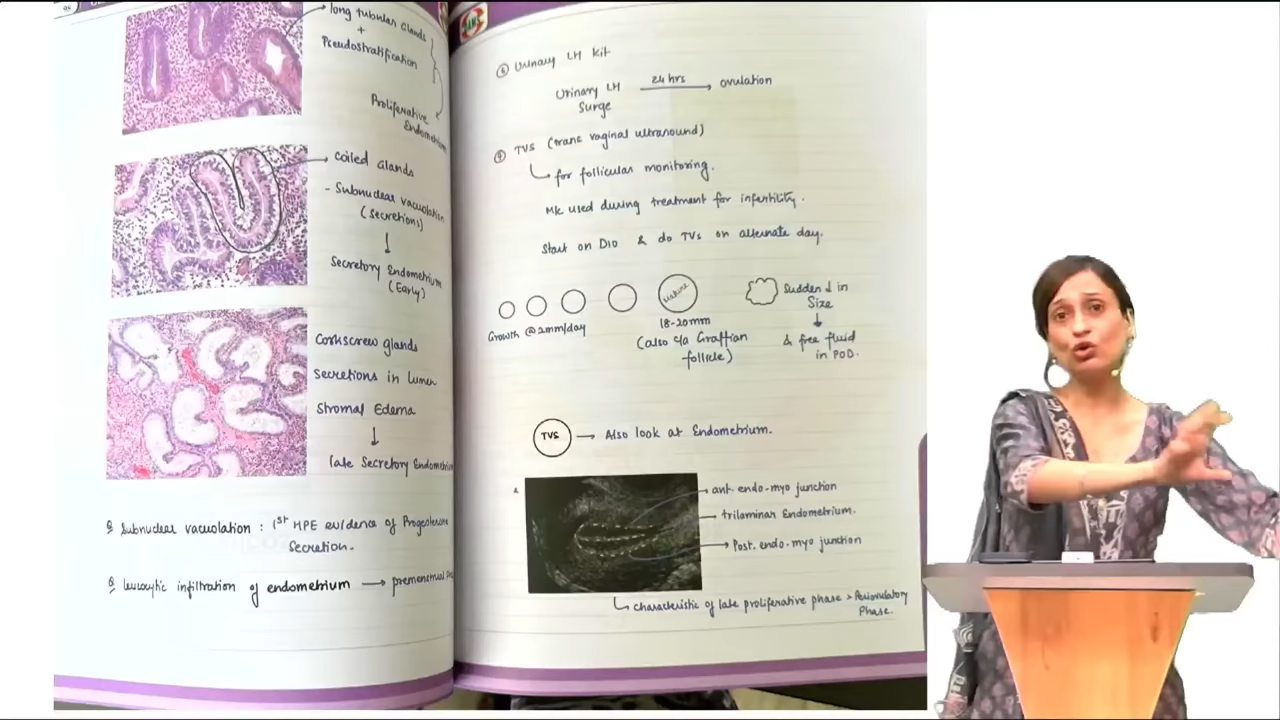 long tubular glands
+
Pseudostratification
Proliferative
Endometrium
coiled glands
- Subnuclear vacuolation
(secretions)
Secretory Endometrium
(Early)
Corkscrew glands
secretions in lumen
Stromal Edema
late Secretory Endometrium
Subnuclear vacuolation : 1st HPE evidence of Progesterone
Secretion.
leucocytic infiltration of endometrium → premenstrual
⑥ Urinary LH kit
Urinary LH 24 hrs → ovulation
Surge
TVS (trans vaginal ultrasound)
for follicular monitoring.
Mc used during treatment for infertility.
Start on D10 & do TVS on alternate day.
Growth @ 2mm/day
18-20mm
(also c/a Graffian
follicle)
Sudden ↓ in
Size
& free fluid
in POD.
TVS → Also look at Endometrium.
ant. endo-myo junction
trilaminar Endometrium.
Post. endo-myo junction
characteristic of late proliferative phase > Periovulatory
Phase.